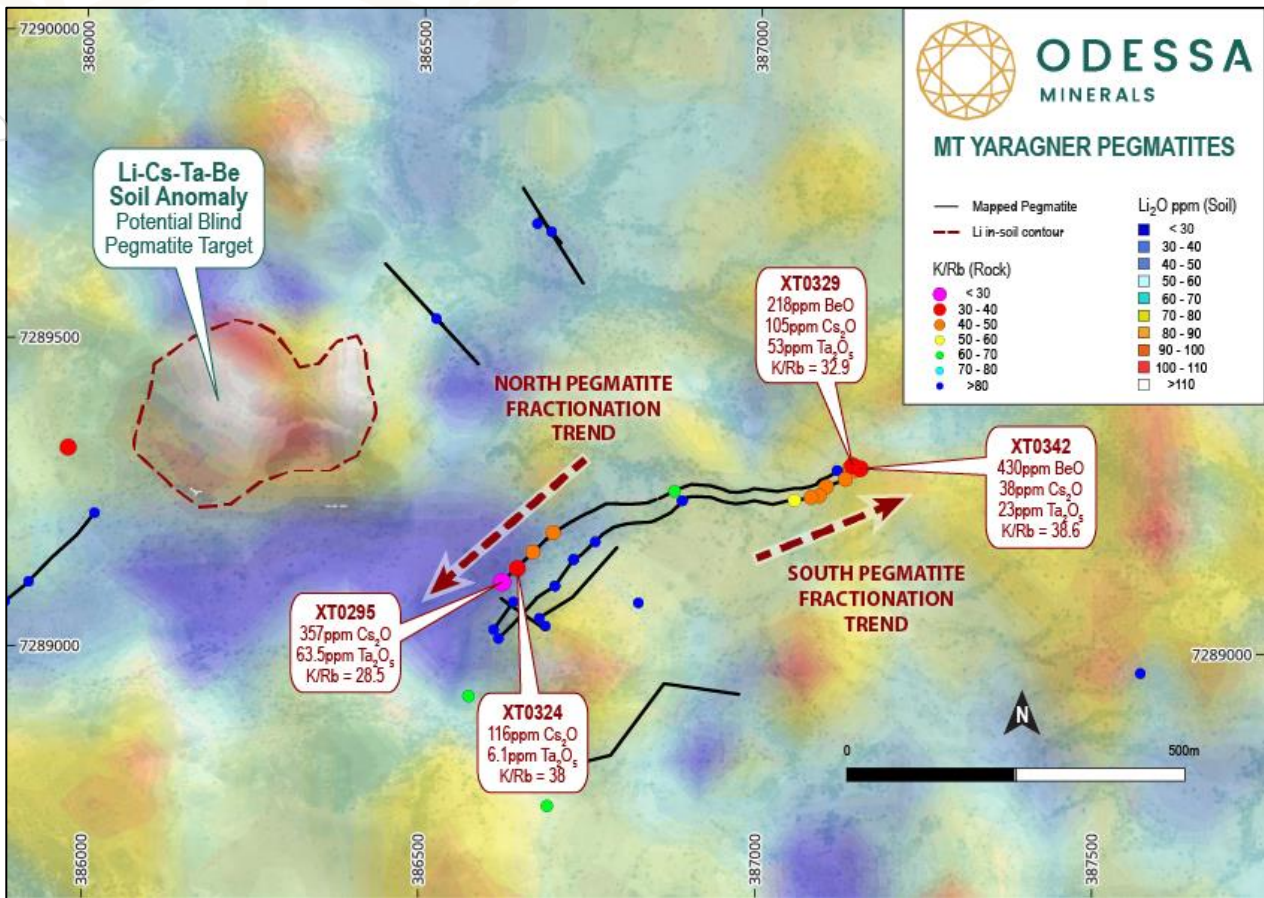 7290000
386000
386500
387000
ODESSA
MINERALS
MT YARAGNER PEGMATITES
Mapped Pegmatite
Li in-soil contour
K/Rb (Rock)
< 30
30 - 40
40 - 50
50 - 60
60 - 70
70 - 80
>80
Li₂O ppm (Soil)
< 30
30 - 40
40 - 50
50 - 60
60 - 70
70 - 80
80 - 90
90 - 100
100 - 110
>110
Li-Cs-Ta-Be
Soil Anomaly
Potential Blind
Pegmatite Target
7289500
XT0329
218ppm BeO
105ppm Cs₂O
53ppm Ta₂O₅
K/Rb = 32.9
NORTH PEGMATITE
FRACTIONATION
TREND
XT0342
430ppm BeO
38ppm Cs₂O
23ppm Ta₂O₅
K/Rb = 38.6
SOUTH PEGMATITE
FRACTIONATION
TREND
XT0295
357ppm Cs₂O
63.5ppm Ta₂O₅
K/Rb = 28.5
7289000
7289000
XT0324
116ppm Cs₂O
6.1ppm Ta₂O₅
K/Rb = 38
N
0
500m
386000
386500
387000
387500